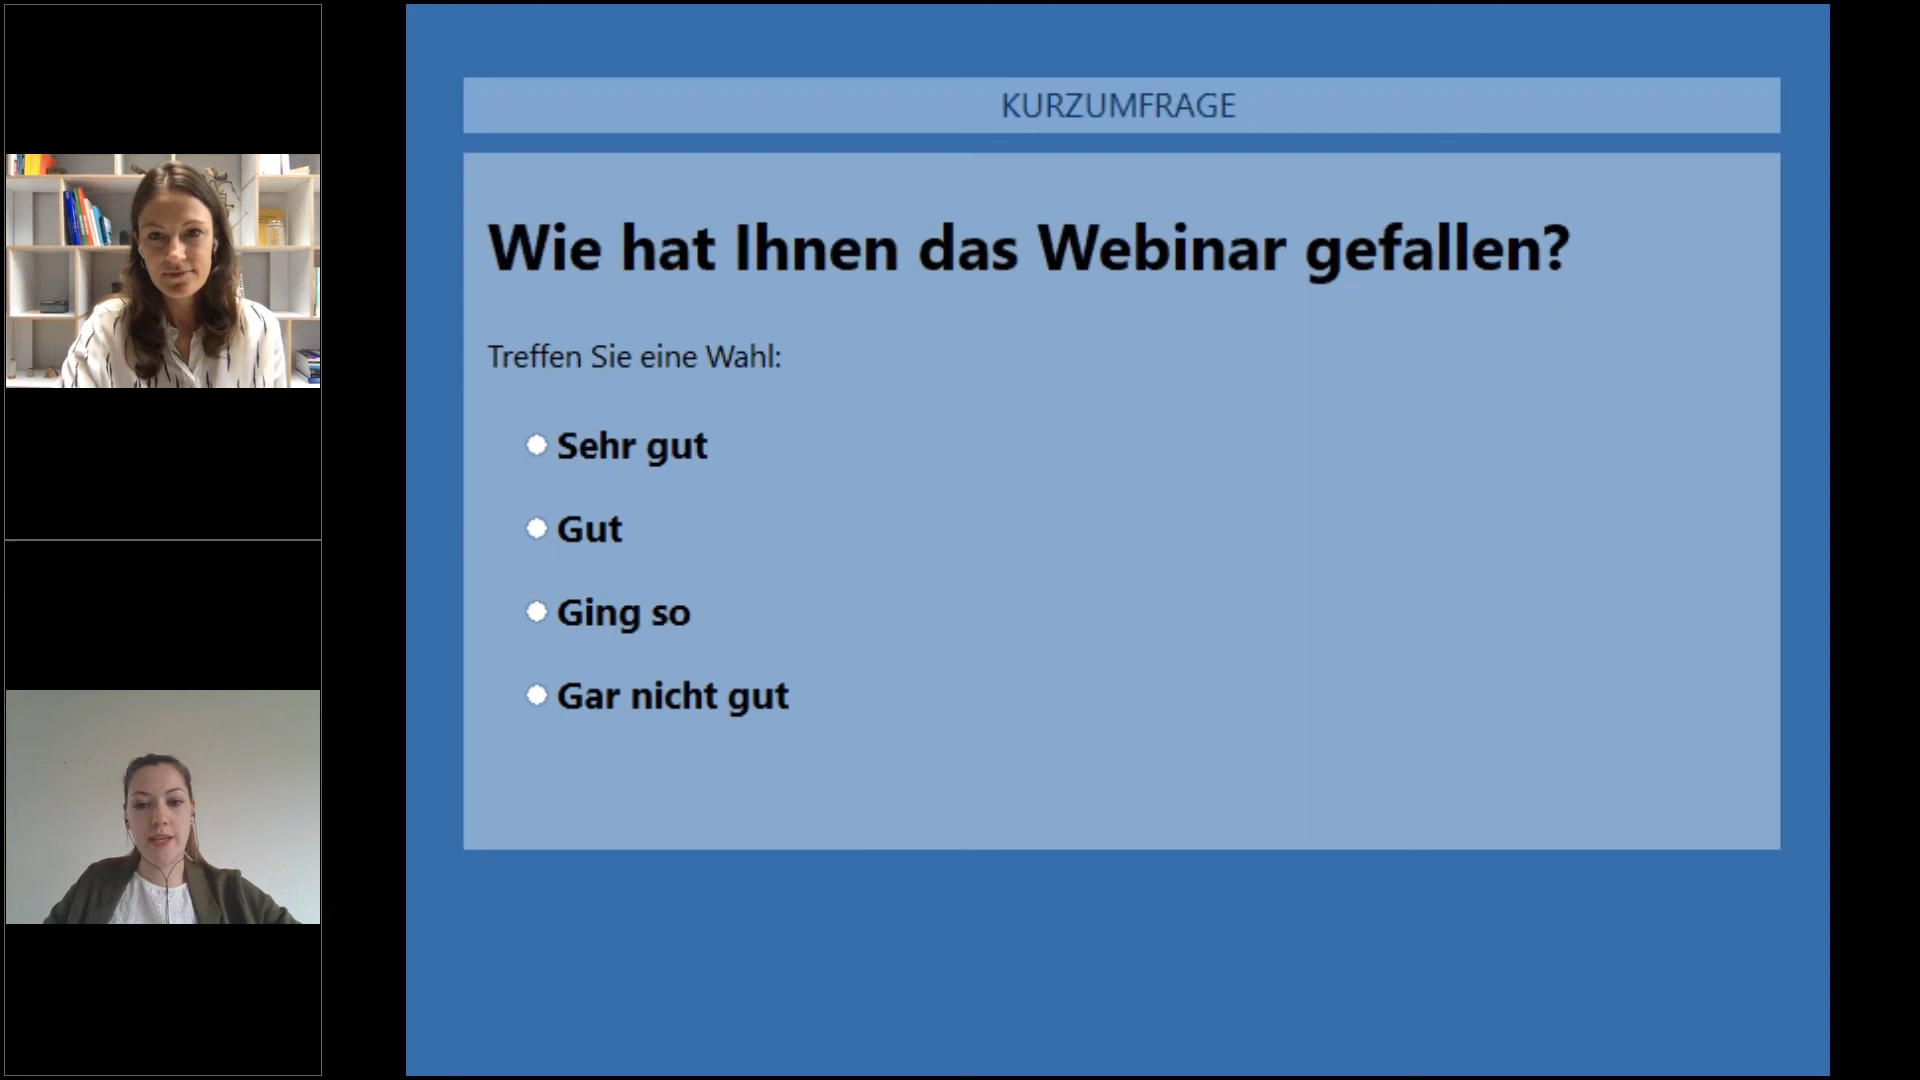 KURZUMFRAGE
Wie hat Ihnen das Webinar gefallen?
Treffen Sie eine Wahl:
Sehr gut
Gut
Ging so
Gar nicht gut